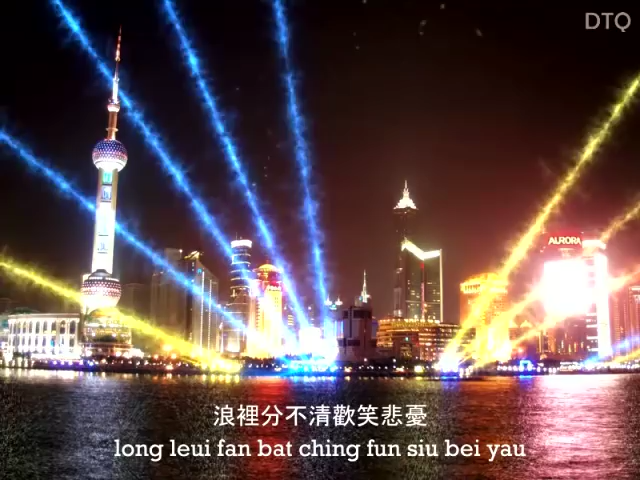 DTQ
AURORA
浪裡分不清歡笑悲憂
long leui fan bat ching fun siu bei yau